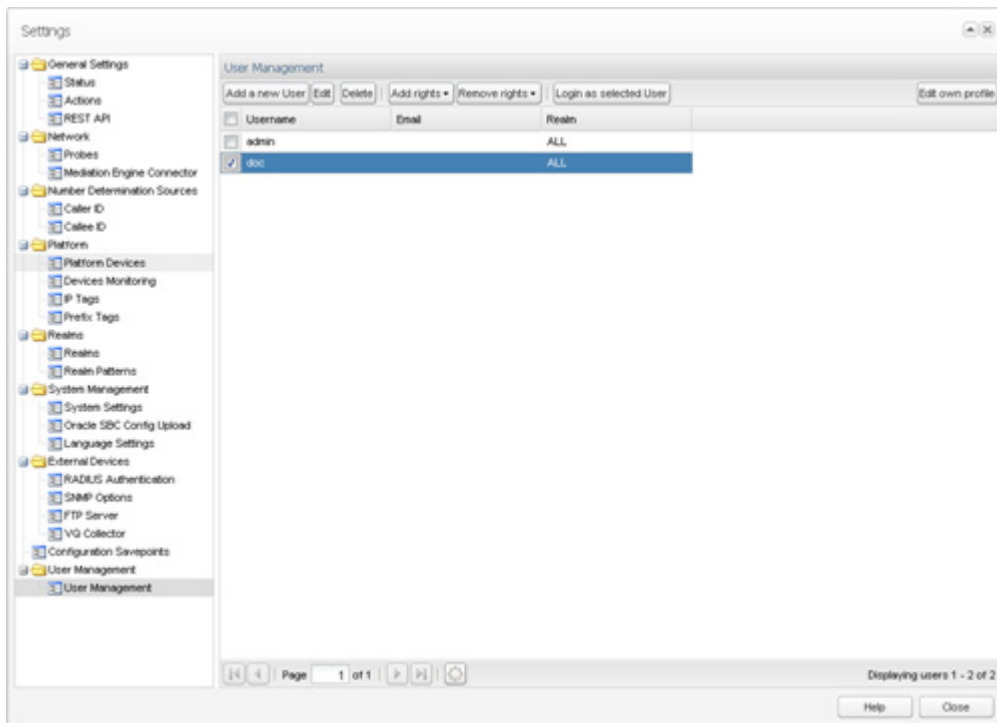 Settings
General Settings
Status
Actions
REST API
Network
Probes
Mediation Engine Connector
Number Determination Sources
Caller ID
Callee ID
Platform
Platform Devices
Devices Monitoring
IP Tags
Prefix Tags
Realms
Realms
Realm Patterns
System Management
System Settings
Oracle SBC Config Upload
Language Settings
External Devices
RADIUS Authentication
SNMP Options
FTP Server
VQ Collector
Configuration Savepoints
User Management
User Management
User Management
Add a new User Edit Delete Add rights Remove rights Login as selected User Edit own profile
Username Email Realm
admin ALL
doc ALL
Page 1 of 1 Displaying users 1 - 2 of 2
Help Close